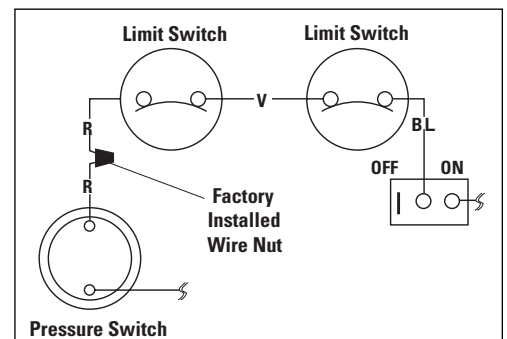 Limit Switch
Limit Switch
R
V
BL
R
OFF ON
Factory
Installed
Wire Nut
Pressure Switch